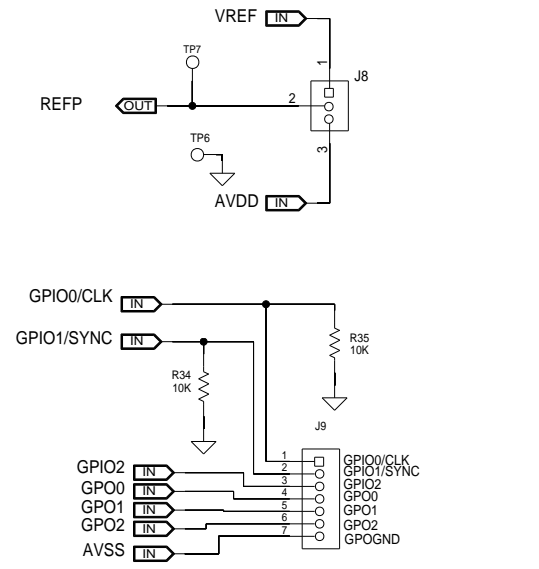 VREF IN
1
TP7
J8
REFP OUT
2
TP6
3
AVDD IN
GPIO0/CLK IN
GPIO1/SYNC IN
R35
10K
R34
10K
J9
1 GPIO0/CLK
2 GPIO1/SYNC
GPIO2 IN 3 GPIO2
GPO0 IN 4 GPO0
GPO1 IN 5 GPO1
GPO2 IN 6 GPO2
AVSS IN 7 GPOGND